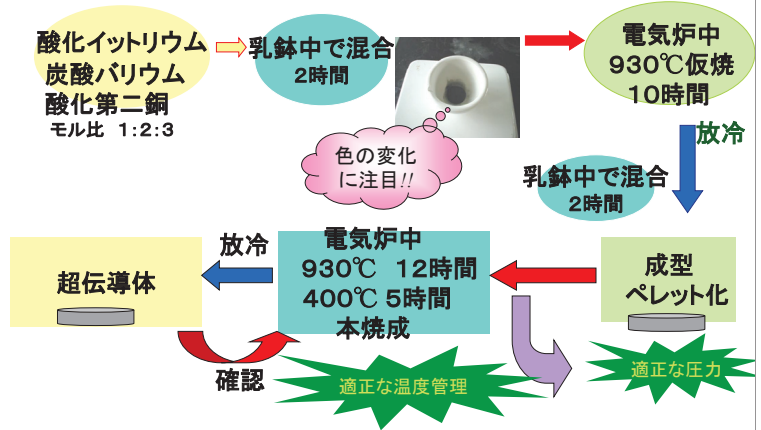 酸化イットリウム
炭酸バリウム
酸化第二銅
モル比 1:2:3
乳鉢中で混合
2時間
電気炉中
930℃仮焼
10時間
放冷
色の変化
に注目!!
乳鉢中で混合
2時間
成型
ペレット化
適正な圧力
電気炉中
930℃ 12時間
400℃ 5時間
本焼成
適正な温度管理
放冷
超伝導体
確認